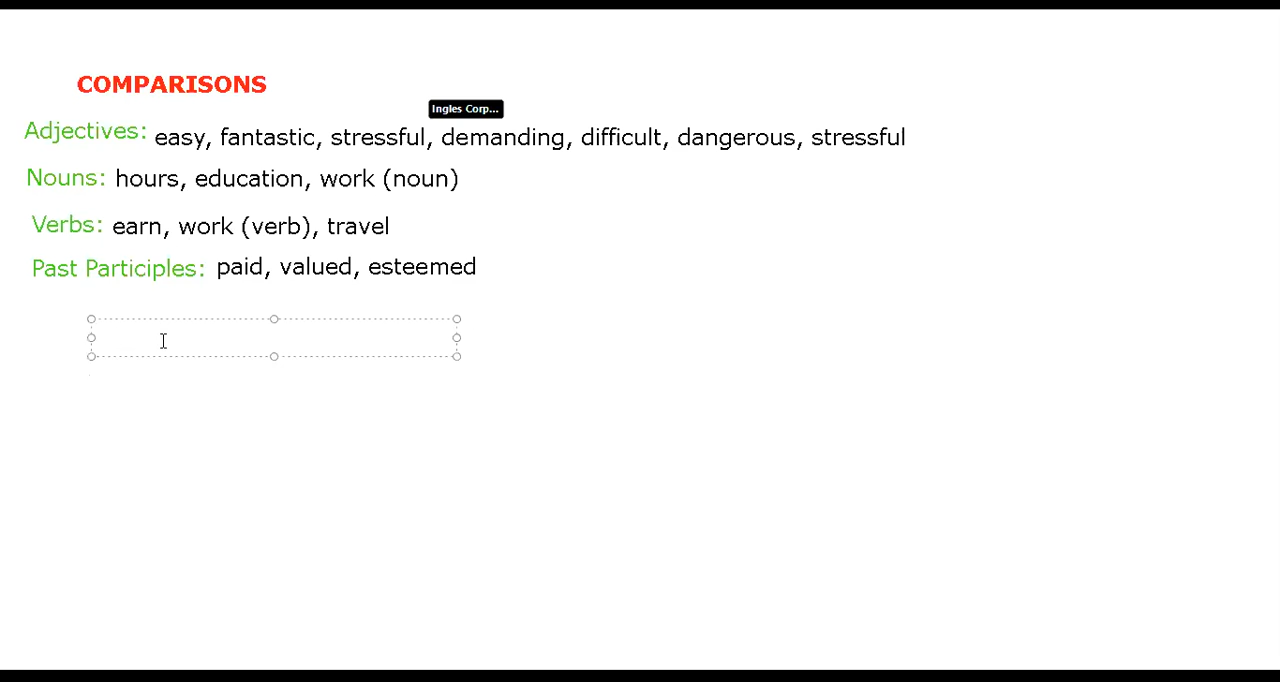 COMPARISONS
Ingles Corp...
Adjectives: easy, fantastic, stressful, demanding, difficult, dangerous, stressful
Nouns: hours, education, work (noun)
Verbs: earn, work (verb), travel
Past Participles: paid, valued, esteemed